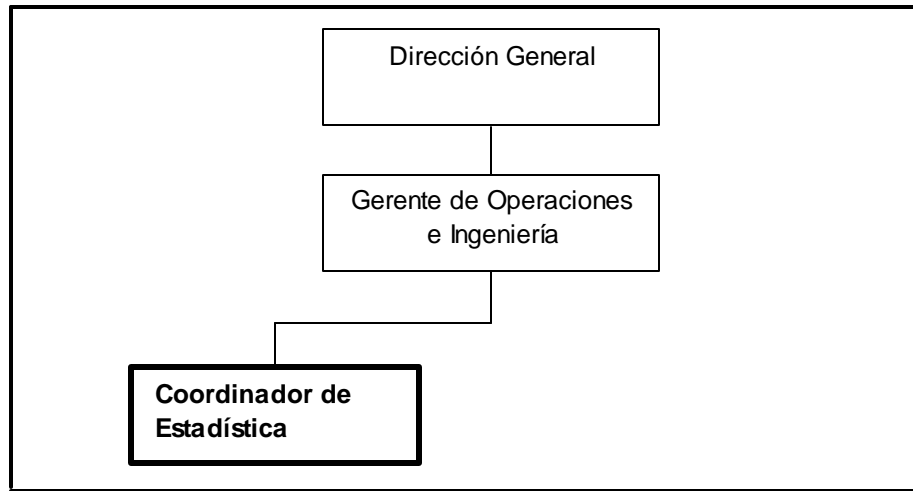 Dirección General
Gerente de Operaciones
e Ingeniería
Coordinador de
Estadística